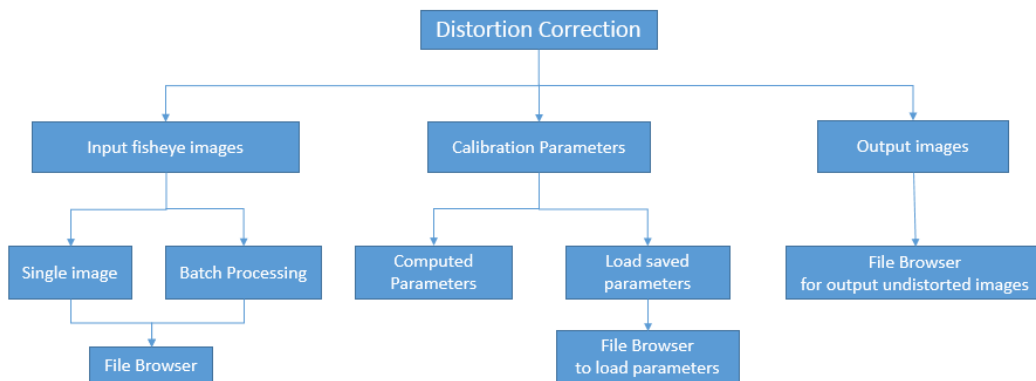 Distortion Correction
Input fisheye images
Calibration Parameters
Output images
Single image
Batch Processing
Computed
Parameters
Load saved
parameters
File Browser
for output undistorted images
File Browser
File Browser
to load parameters